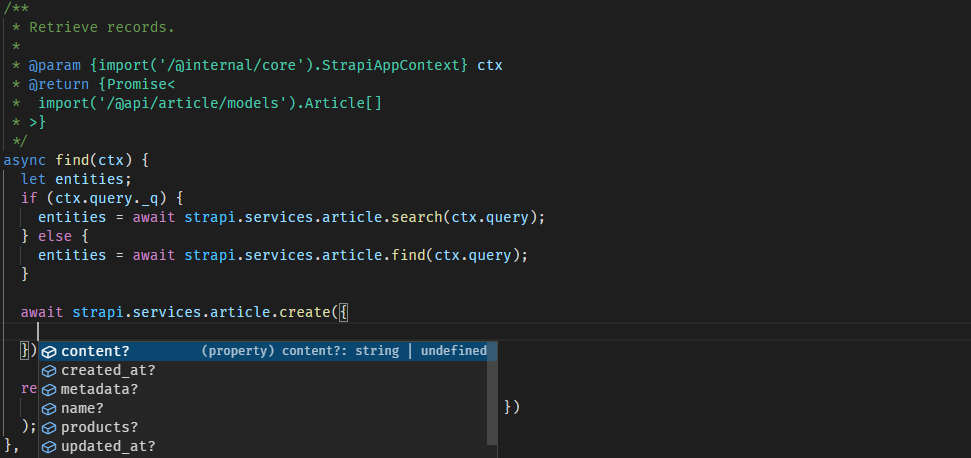 /**
 * Retrieve records.
 *
 * @param {import('/@internal/core').StrapiAppContext} ctx
 * @return {Promise<
 *  import('/@api/article/models').Article[]
 * >}
 */
async find(ctx) {
  let entities;
  if (ctx.query._q) {
    entities = await strapi.services.article.search(ctx.query);
  } else {
    entities = await strapi.services.article.find(ctx.query);
  }
  await strapi.services.article.create({
  })
content? (property) content?: string | undefined
created_at?
  re
metadata?
name?
})
  );
products?
},
updated_at?